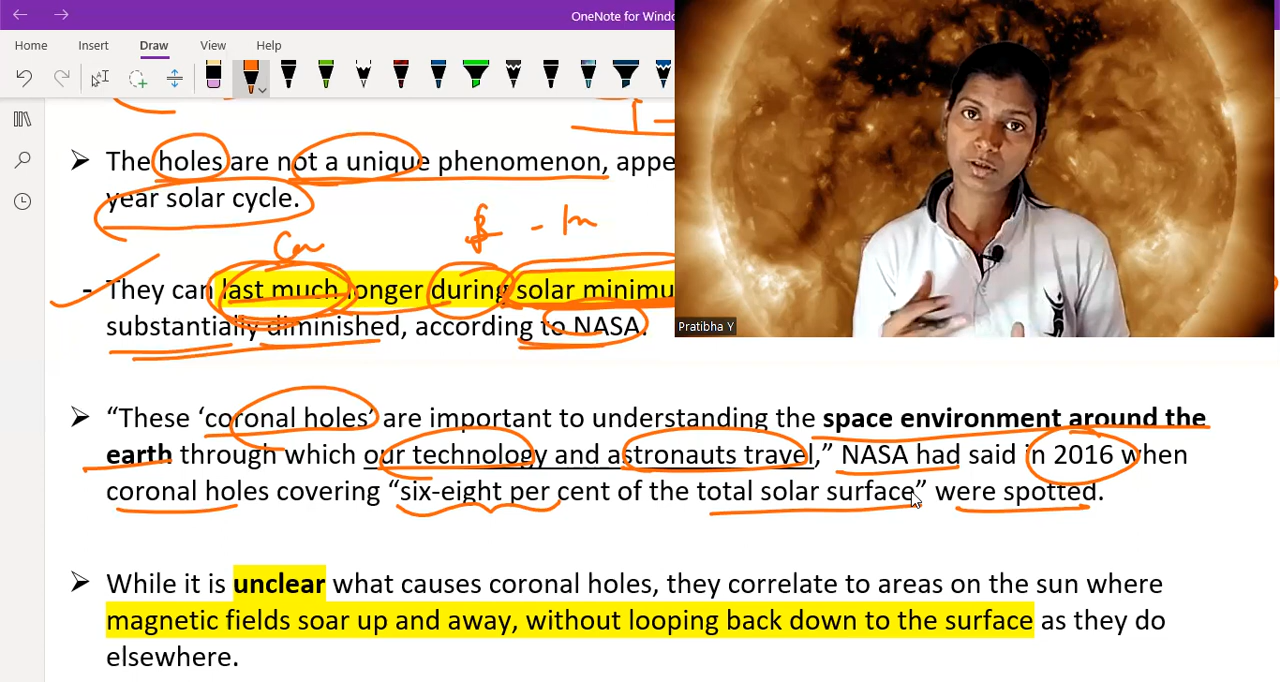 OneNote for Windo
Home Insert Draw View Help
The holes are not a unique phenomenon, appe
year solar cycle.
- They can last much longer during solar minimu
substantially diminished, according to NASA.
Pratibha Y
“These ‘coronal holes’ are important to understanding the space environment around the
earth through which our technology and astronauts travel,” NASA had said in 2016 when
coronal holes covering “six-eight per cent of the total solar surface” were spotted.
While it is unclear what causes coronal holes, they correlate to areas on the sun where
magnetic fields soar up and away, without looping back down to the surface as they do
elsewhere.